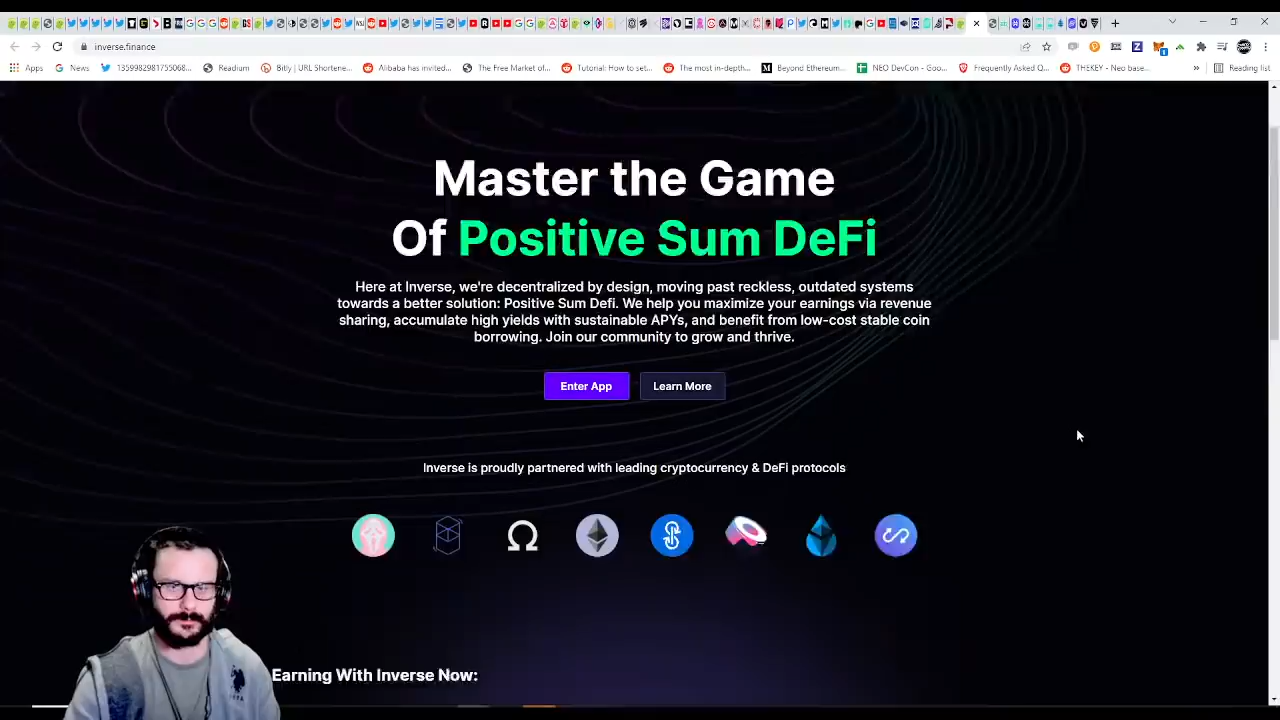 inverse.finance
Apps
News
1359982981755068...
Readium
Bitly | URL Shortene...
Alibaba has invited...
The Free Market of...
Tutorial: How to set...
The most in-depth...
Beyond Ethereum...
NEO DevCon - Goo...
Frequently Asked Q...
THEKEY - Neo base...
»
Reading list
Master the Game
Of Positive Sum DeFi
Here at Inverse, we're decentralized by design, moving past reckless, outdated systems
towards a better solution: Positive Sum Defi. We help you maximize your earnings via revenue
sharing, accumulate high yields with sustainable APYs, and benefit from low-cost stable coin
borrowing. Join our community to grow and thrive.
Enter App
Learn More
Inverse is proudly partnered with leading cryptocurrency & DeFi protocols
Earning With Inverse Now: